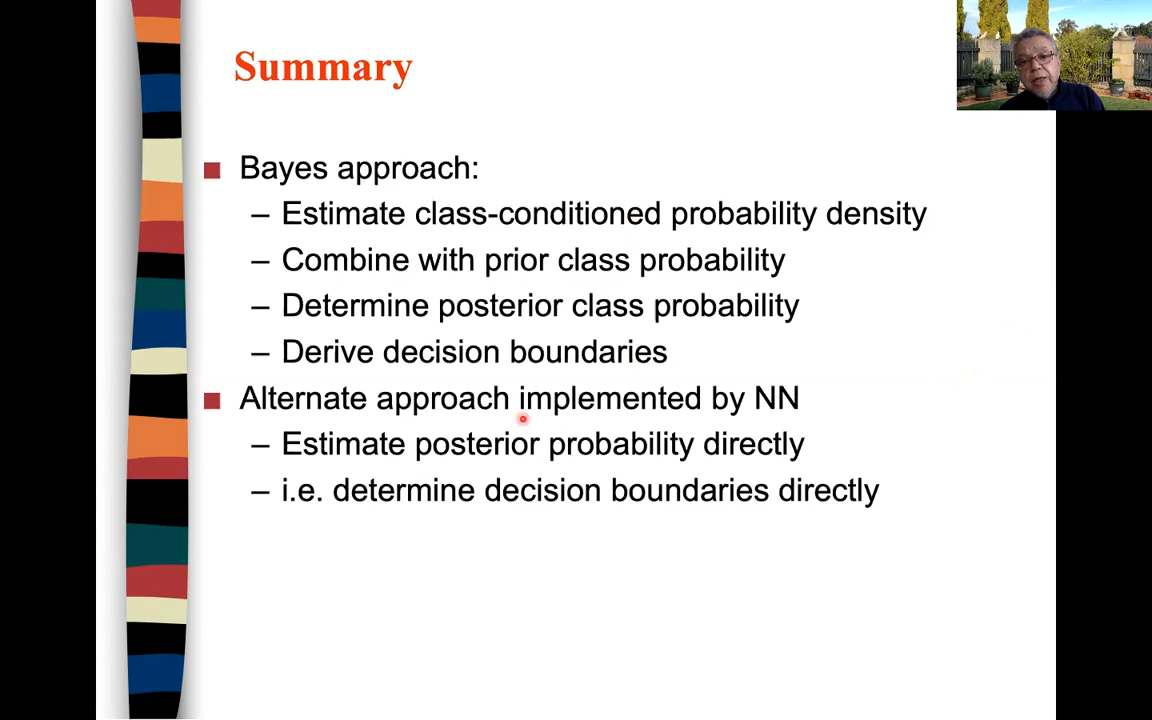 Summary
Bayes approach:
– Estimate class-conditioned probability density
– Combine with prior class probability
– Determine posterior class probability
– Derive decision boundaries
Alternate approach implemented by NN
– Estimate posterior probability directly
– i.e. determine decision boundaries directly